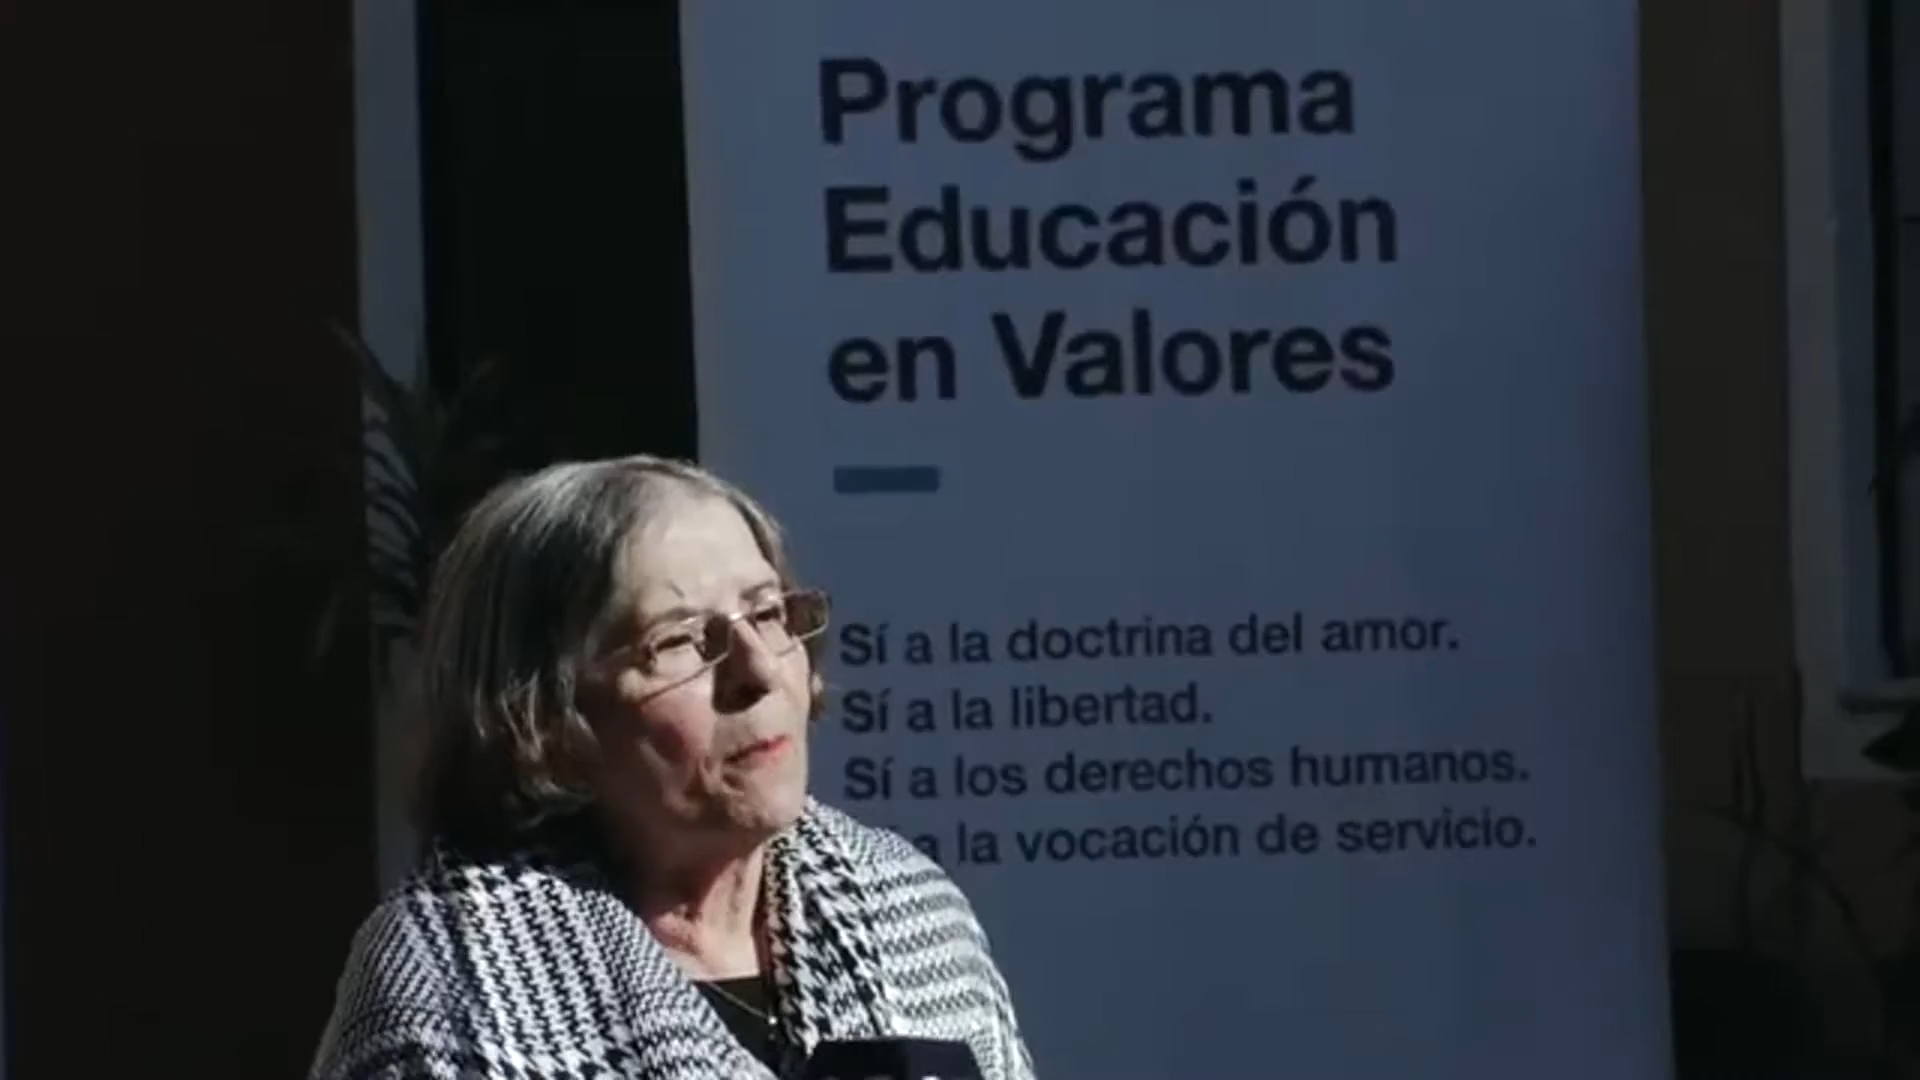 Programa
Educación
en Valores
Sí a la doctrina del amor.
Sí a la libertad.
Sí a los derechos humanos.
a la vocación de servicio.